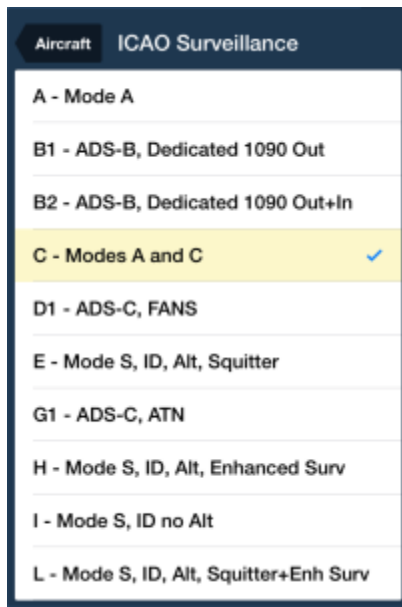 Aircraft ICAO Surveillance
A - Mode A
B1 - ADS-B, Dedicated 1090 Out
B2 - ADS-B, Dedicated 1090 Out+In
C - Modes A and C
D1 - ADS-C, FANS
E - Mode S, ID, Alt, Squitter
G1 - ADS-C, ATN
H - Mode S, ID, Alt, Enhanced Surv
I - Mode S, ID no Alt
L - Mode S, ID, Alt, Squitter+Enh Surv